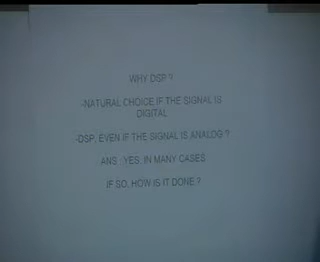 WHY DSP ?
-NATURAL CHOICE IF THE SIGNAL IS
DIGITAL
-DSP, EVEN IF THE SIGNAL IS ANALOG ?
ANS : YES, IN MANY CASES
IF SO, HOW IS IT DONE ?